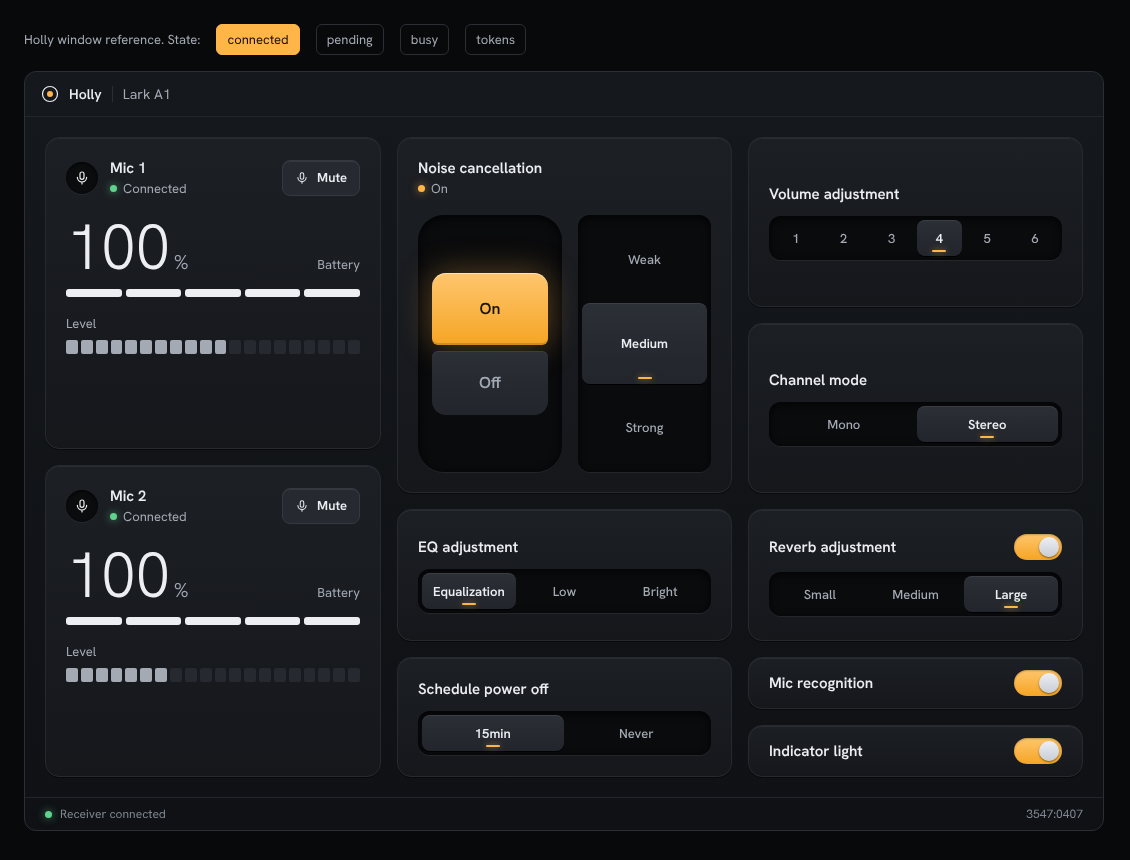 Holly window reference. State: connected pending busy tokens
Holly Lark A1
Mic 1
Connected
Mute
100%
Battery
Level
Mic 2
Connected
Mute
100%
Battery
Level
Noise cancellation
On
On
Off
Weak
Medium
Strong
EQ adjustment
Equalization Low Bright
Schedule power off
15min Never
Volume adjustment
1 2 3 4 5 6
Channel mode
Mono Stereo
Reverb adjustment
Small Medium Large
Mic recognition
Indicator light
Receiver connected 3547:0407